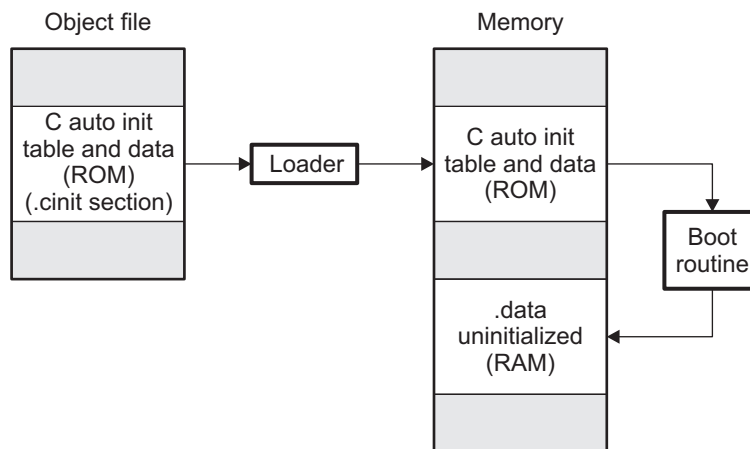 Object file
Memory
C auto init
table and data
(ROM)
(.cinit section)
Loader
C auto init
table and data
(ROM)
Boot
routine
.data
uninitialized
(RAM)